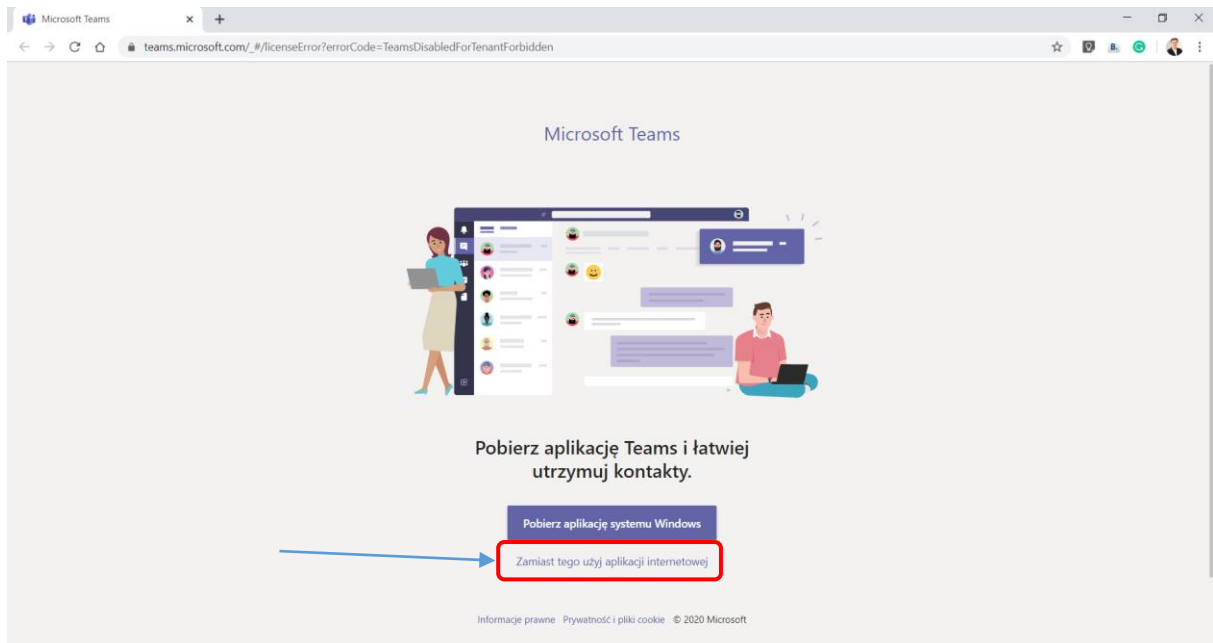 Microsoft Teams
teams.microsoft.com/_#/licenseError?errorCode=TeamsDisabledForTenantForbidden
Microsoft Teams
Pobierz aplikację Teams i łatwiej
utrzymuj kontakty.
Pobierz aplikację systemu Windows
Zamiast tego użyj aplikacji internetowej
Informacje prawne Prywatność i pliki cookie © 2020 Microsoft